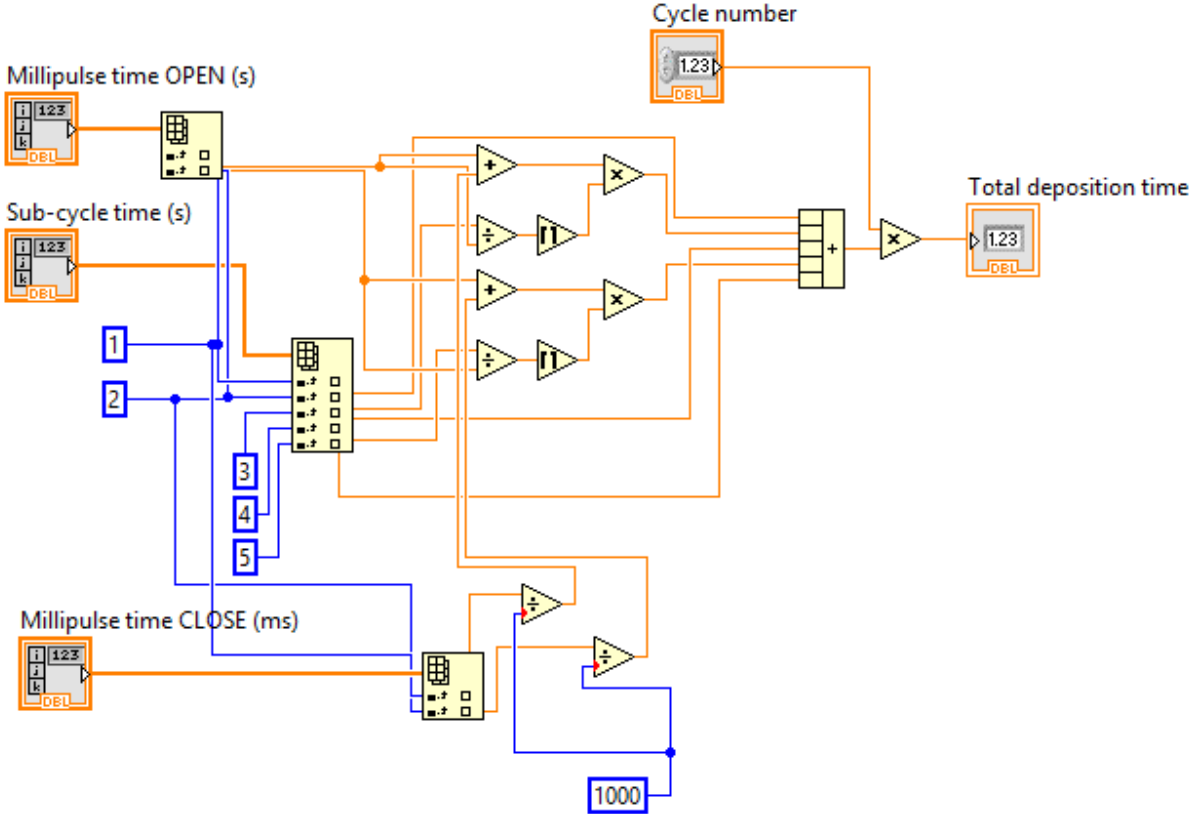 Cycle number
1.23
DBL
Millipulse time OPEN (s)
i
j
k
123
DBL
Total deposition time
1.23
DBL
Sub-cycle time (s)
i
j
k
123
DBL
+
×
÷
+
×
÷
+
×
1
2
3
4
5
Millipulse time CLOSE (ms)
i
j
k
123
DBL
÷
÷
1000